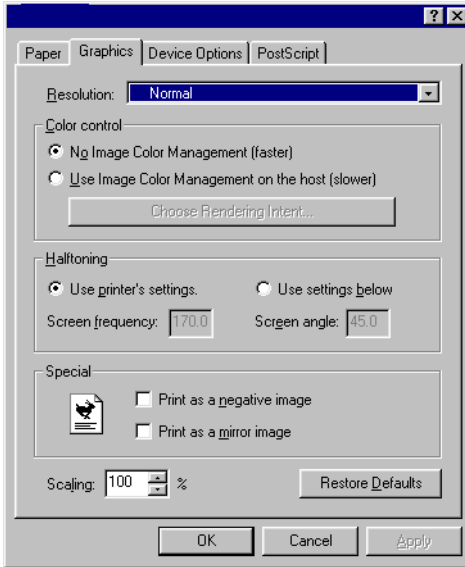 Paper Graphics Device Options PostScript
Resolution: Normal
Color control
No Image Color Management (faster)
Use Image Color Management on the host (slower)
Choose Rendering Intent...
Halftoning
Use printer's settings. Use settings below
Screen frequency: 170.0 Screen angle: 45.0
Special
Print as a negative image
Print as a mirror image
Scaling: 100 % Restore Defaults
OK Cancel Apply